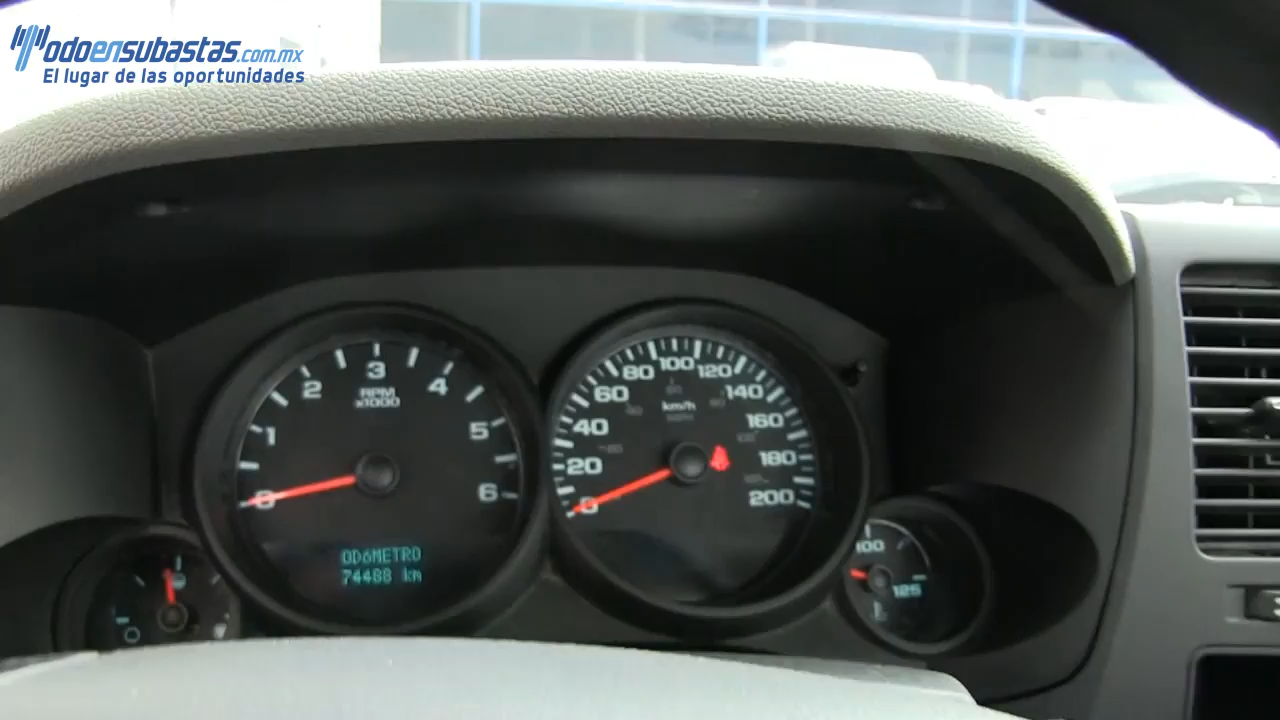 Todoensubastas.com.mx
El lugar de las oportunidades
0 1 2 3 4 5 6
RPM
x1000
ODóMETRO
74488 km
0 20 40 60 80 100 120 140 160 180 200
km/h
100
125